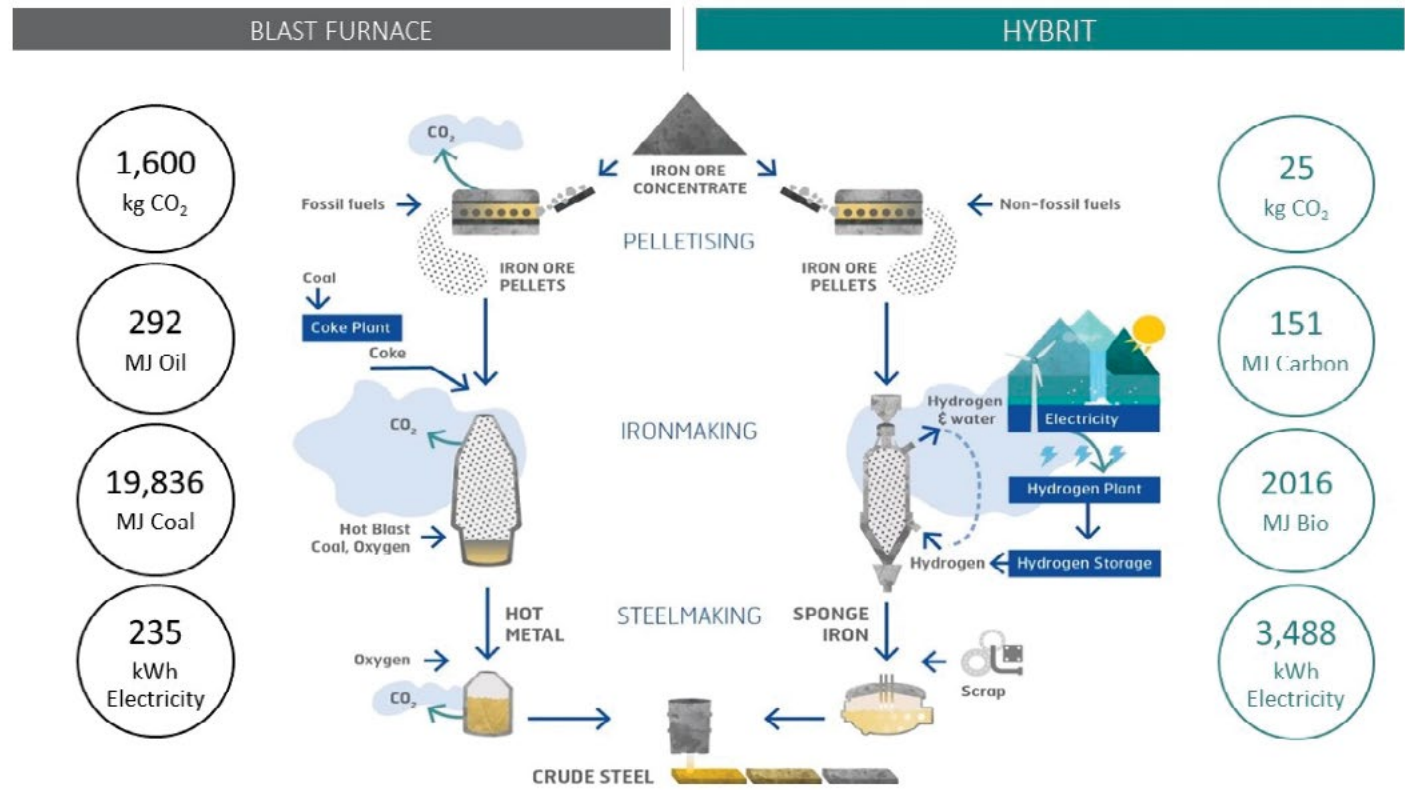 BLAST FURNACE
HYBRIT
1,600
kg CO₂
292
MJ Oil
19,836
MJ Coal
235
kWh
Electricity
CO₂
IRON ORE
CONCENTRATE
Fossil fuels
Non-fossil fuels
PELLETISING
IRON ORE
PELLETS
IRON ORE
PELLETS
Coal
Coke Plant
Coke
CO₂
IRONMAKING
Hydrogen
& water
Electricity
Hydrogen Plant
Hot Blast
Coal, Oxygen
Hydrogen
Hydrogen Storage
HOT
METAL
STEELMAKING
SPONGE
IRON
Oxygen
CO₂
Scrap
CRUDE STEEL
25
kg CO₂
151
MJ Carbon
2016
MJ Bio
3,488
kWh
Electricity